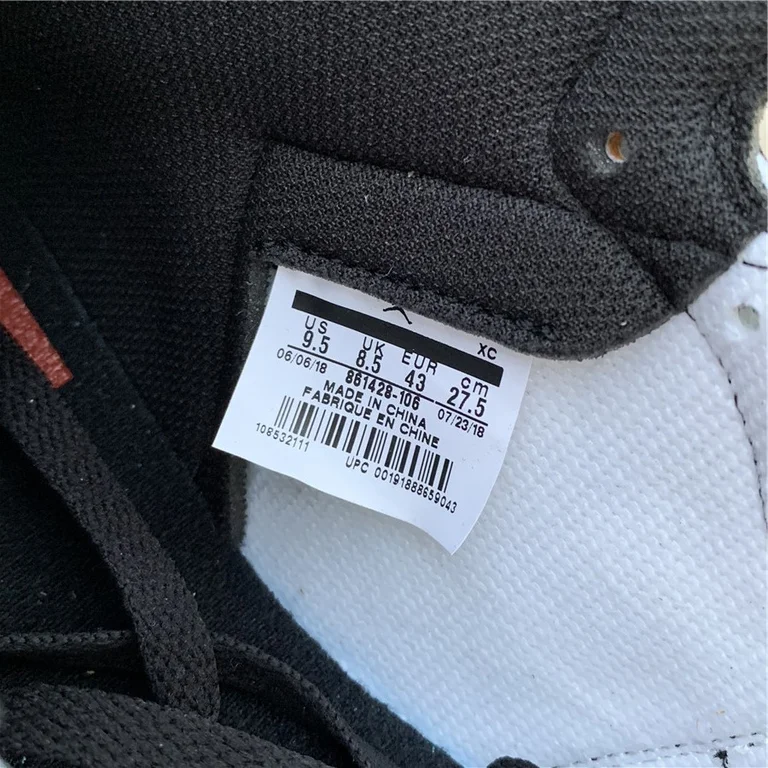 XC
US UK EUR cm
9.5 8.5 43 27.5
06/06/18 861428-106 07/23/18
MADE IN CHINA
FABRIQUE EN CHINE
108532111
UPC 00191888659043